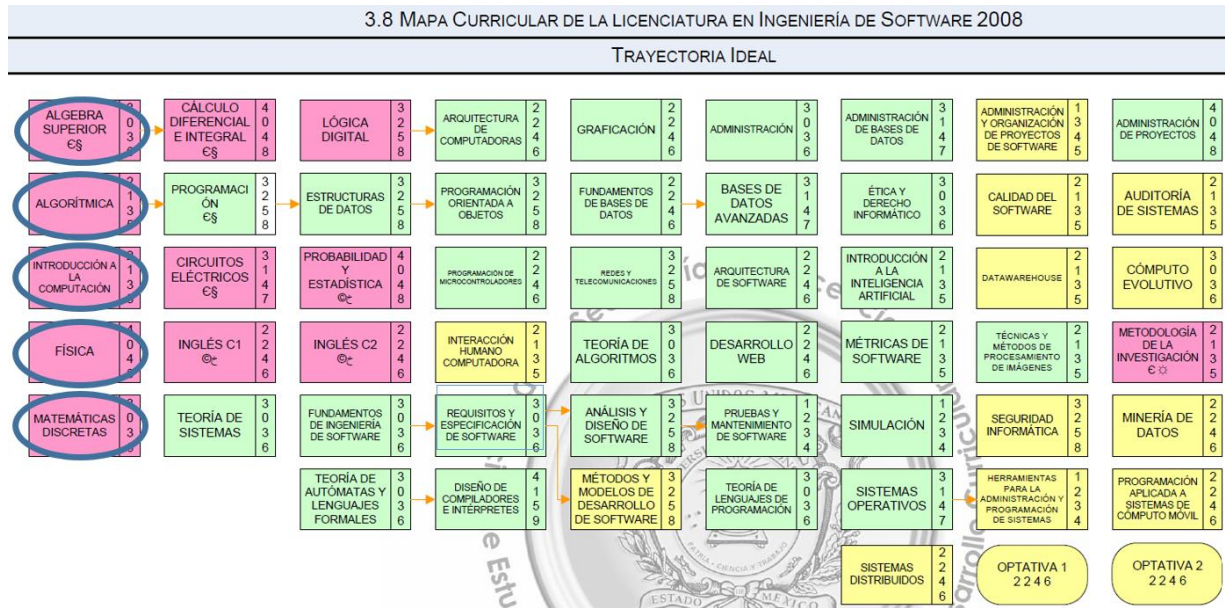 3.8 MAPA CURRICULAR DE LA LICENCIATURA EN INGENIERÍA DE SOFTWARE 2008
TRAYECTORIA IDEAL
ALGEBRA
SUPERIOR
€§
0
3
CÁLCULO
DIFERENCIAL
E INTEGRAL
€§
4
0
4
8
LÓGICA
DIGITAL
3
2
5
8
ARQUITECTURA
DE
COMPUTADORAS
2
2
4
6
GRAFICACIÓN
2
2
4
6
ADMINISTRACIÓN
3
0
3
6
ADMINISTRACIÓN
DE BASES DE
DATOS
3
1
4
7
ADMINISTRACIÓN
Y ORGANIZACIÓN
DE PROYECTOS
DE SOFTWARE
1
3
4
5
ADMINISTRACIÓN
DE PROYECTOS
4
0
4
8
ALGORÍTMICA
1
3
PROGRAMACI
ÓN
€§
3
2
5
8
ESTRUCTURAS
DE DATOS
3
2
5
8
PROGRAMACIÓN
ORIENTADA A
OBJETOS
3
2
5
8
FUNDAMENTOS
DE BASES DE
DATOS
2
2
4
6
BASES DE
DATOS
AVANZADAS
3
1
4
7
ÉTICA Y
DERECHO
INFORMÁTICO
3
0
3
6
CALIDAD DEL
SOFTWARE
2
1
3
5
AUDITORÍA
DE SISTEMAS
2
1
3
5
INTRODUCCIÓN A
LA
COMPUTACIÓN
1
3
CIRCUITOS
ELÉCTRICOS
€§
3
1
4
7
PROBABILIDAD
Y
ESTADÍSTICA
4
0
4
8
PROGRAMACIÓN DE
MICROCONTROLADORES
2
2
4
6
REDES Y
TELECOMUNICACIONES
3
2
5
8
ARQUITECTURA
DE SOFTWARE
2
2
4
6
INTRODUCCIÓN
A LA
INTELIGENCIA
ARTIFICIAL
2
1
3
5
DATAWAREHOUSE
2
1
3
5
CÓMPUTO
EVOLUTIVO
3
0
3
6
FÍSICA
0
4
INGLÉS C1
2
2
4
6
INGLÉS C2
2
2
4
6
INTERACCIÓN
HUMANO
COMPUTADORA
2
1
3
5
TEORÍA DE
ALGORITMOS
3
0
3
6
DESARROLLO
WEB
2
2
4
6
MÉTRICAS DE
SOFTWARE
2
1
3
5
TÉCNICAS Y
MÉTODOS DE
PROCESAMIENTO
DE IMÁGENES
2
1
3
5
METODOLOGÍA
DE LA
INVESTIGACIÓN
€ ☼
2
1
3
5
MATEMÁTICAS
DISCRETAS
0
3
TEORÍA DE
SISTEMAS
3
0
3
6
FUNDAMENTOS
DE INGENIERÍA
DE SOFTWARE
3
0
3
6
REQUISITOS Y
ESPECIFICACIÓN
DE SOFTWARE
3
0
3
6
ANÁLISIS Y
DISEÑO DE
SOFTWARE
3
2
5
8
PRUEBAS Y
MANTENIMIENTO
DE SOFTWARE
1
2
3
4
SIMULACIÓN
1
2
3
4
SEGURIDAD
INFORMÁTICA
3
2
5
8
MINERÍA DE
DATOS
2
2
4
6
TEORÍA DE
AUTÓMATAS Y
LENGUAJES
FORMALES
3
0
3
6
DISEÑO DE
COMPILADORES
E INTÉRPRETES
4
1
5
9
MÉTODOS Y
MODELOS DE
DESARROLLO
DE SOFTWARE
3
2
5
8
TEORÍA DE
LENGUAJES DE
PROGRAMACIÓN
3
0
3
6
SISTEMAS
OPERATIVOS
3
1
4
7
HERRAMIENTAS
PARA LA
ADMINISTRACIÓN Y
PROGRAMACIÓN
DE SISTEMAS
1
2
3
4
PROGRAMACIÓN
APLICADA A
SISTEMAS DE
CÓMPUTO MÓVIL
2
2
4
6
SISTEMAS
DISTRIBUIDOS
2
2
4
6
OPTATIVA 1
2 2 4 6
OPTATIVA 2
2 2 4 6
UNIDOS
PATRIA - CIENCIA Y TRABAJO
ESTADO
MÉXICO
e Estu